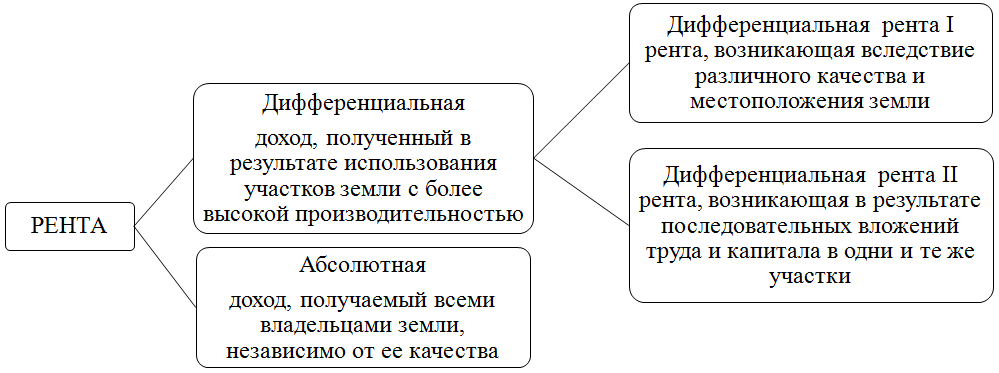 РЕНТА
Дифференциальная
доход, полученный в
результате использования
участков земли с более
высокой производительностью
Абсолютная
доход, получаемый всеми
владельцами земли,
независимо от ее качества
Дифференциальная рента I
рента, возникающая вследствие
различного качества и
местоположения земли
Дифференциальная рента II
рента, возникающая в результате
последовательных вложений
труда и капитала в одни и те же
участки